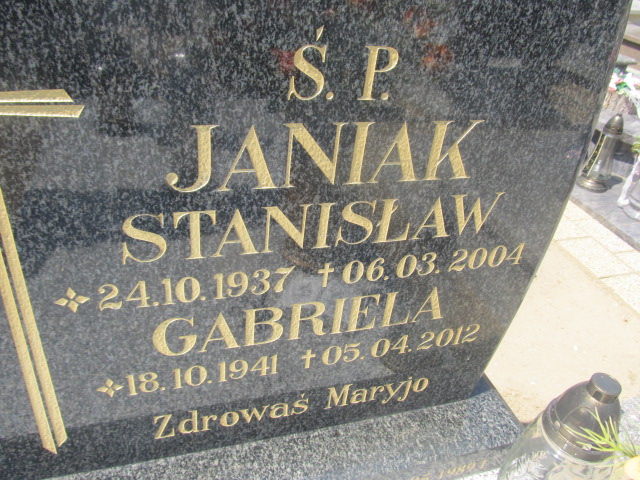 Ś. P.
JANIAK
STANISŁAW
24.10.1937 †06.03.2004
GABRIELA
18.10.1941 †05.04.2012
Zdrowaś Maryjo